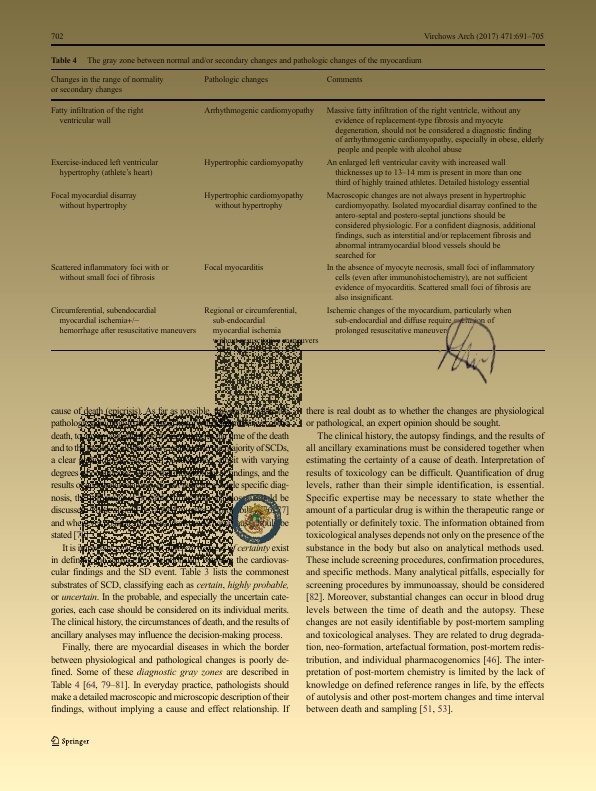 702
Virchows Arch (2017) 471:691–705
Table 4 The gray zone between normal and/or secondary changes and pathologic changes of the myocardium
Changes in the range of normality
or secondary changes
Pathologic changes
Comments
Fatty infiltration of the right
ventricular wall
Arrhythmogenic cardiomyopathy
Massive fatty infiltration of the right ventricle, without any
evidence of replacement-type fibrosis and myocyte
degeneration, should not be considered a diagnostic finding
of arrhythmogenic cardiomyopathy, especially in obese, elderly
people and people with alcohol abuse
Exercise-induced left ventricular
hypertrophy (athlete's heart)
Hypertrophic cardiomyopathy
An enlarged left ventricular cavity with increased wall
thicknesses up to 13–14 mm is present in more than one
third of highly trained athletes. Detailed histology essential
Focal myocardial disarray
without hypertrophy
Hypertrophic cardiomyopathy
without hypertrophy
Macroscopic changes are not always present in hypertrophic
cardiomyopathy. Isolated myocardial disarray confined to the
antero-septal and postero-septal junctions should be
considered physiologic. For a confident diagnosis, additional
findings, such as interstitial and/or replacement fibrosis and
abnormal intramyocardial blood vessels should be
searched for
Scattered inflammatory foci with or
without small foci of fibrosis
Focal myocarditis
In the absence of myocyte necrosis, small foci of inflammatory
cells (even after immunohistochemistry), are not sufficient
evidence of myocarditis. Scattered small foci of fibrosis are
also insignificant.
Circumferential, subendocardial
myocardial ischemia+/−
hemorrhage after resuscitative maneuvers
Regional or circumferential,
sub-endocardial
myocardial ischemia
without resuscitative maneuvers
Ischemic changes of the myocardium, particularly when
sub-endocardial and diffuse require exclusion of
prolonged resuscitative maneuvers
cause of death (epicrisis). As far as possible,
patholo
death, to time of the death
and to th ajority of SCDs,
a clear sit with varying
degrees ndings, and the
results o le specific diag-
nosis, th be
discusse [7]
and whe be
stated [7
It is i of certainty exist
in defin the cardiovas-
cular findings and the SD event. Table 3 lists the commonest
substrates of SCD, classifying each as certain, highly probable,
or uncertain. In the probable, and especially the uncertain cate-
gories, each case should be considered on its individual merits.
The clinical history, the circumstances of death, and the results of
ancillary analyses may influence the decision-making process.
Finally, there are myocardial diseases in which the border
between physiological and pathological changes is poorly de-
fined. Some of these diagnostic gray zones are described in
Table 4 [64, 79–81]. In everyday practice, pathologists should
make a detailed macroscopic and microscopic description of their
findings, without implying a cause and effect relationship. If
there is real doubt as to whether the changes are physiological
or pathological, an expert opinion should be sought.
The clinical history, the autopsy findings, and the results of
all ancillary examinations must be considered together when
estimating the certainty of a cause of death. Interpretation of
results of toxicology can be difficult. Quantification of drug
levels, rather than their simple identification, is essential.
Specific expertise may be necessary to state whether the
amount of a particular drug is within the therapeutic range or
potentially or definitely toxic. The information obtained from
toxicological analyses depends not only on the presence of the
substance in the body but also on analytical methods used.
These include screening procedures, confirmation procedures,
and specific methods. Many analytical pitfalls, especially for
screening procedures by immunoassay, should be considered
[82]. Moreover, substantial changes can occur in blood drug
levels between the time of death and the autopsy. These
changes are not easily identifiable by post-mortem sampling
and toxicological analyses. They are related to drug degrada-
tion, neo-formation, artefactual formation, post-mortem redis-
tribution, and individual pharmacogenomics [46]. The inter-
pretation of post-mortem chemistry is limited by the lack of
knowledge on defined reference ranges in life, by the effects
of autolysis and other post-mortem changes and time interval
between death and sampling [51, 53].
Springer